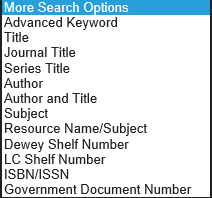 More Search Options
Advanced Keyword
Title
Journal Title
Series Title
Author
Author and Title
Subject
Resource Name/Subject
Dewey Shelf Number
LC Shelf Number
ISBN/ISSN
Government Document Number